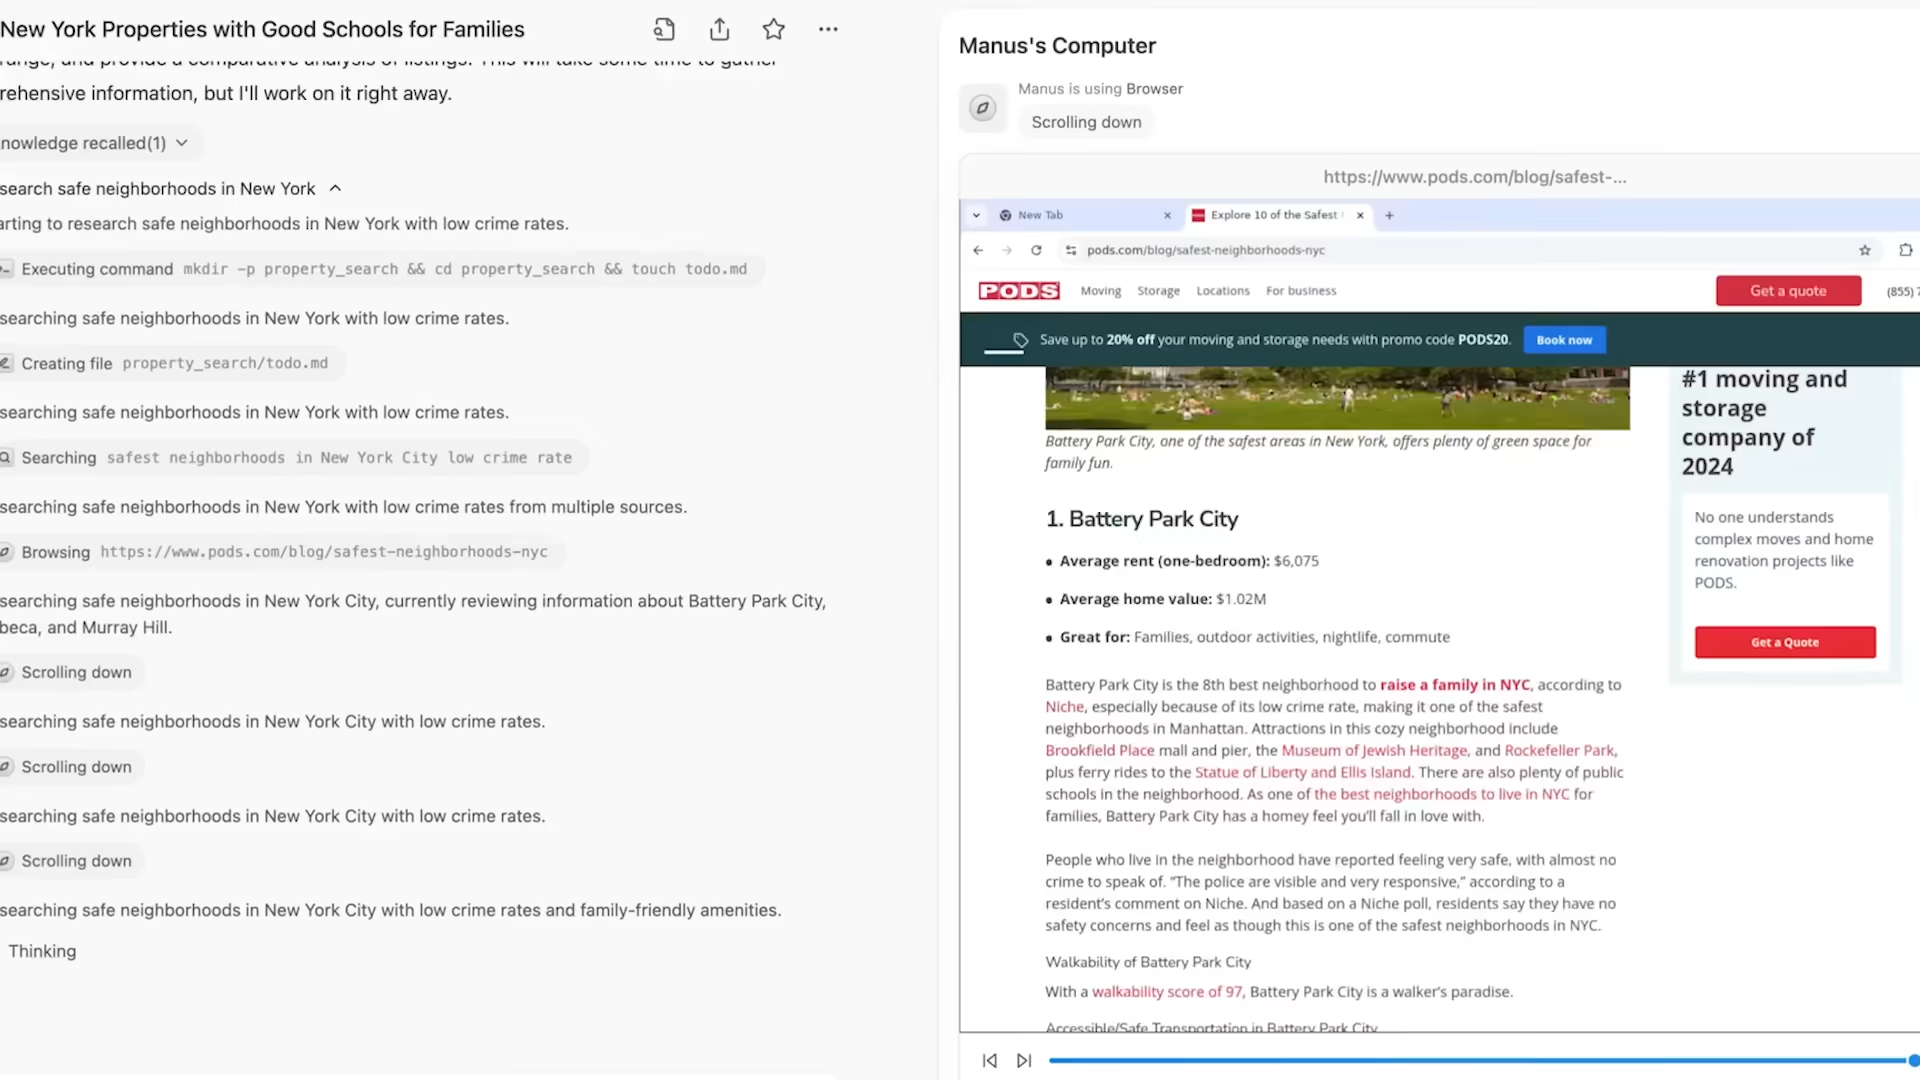 New York Properties with Good Schools for Families
range, and provide a comparative analysis of listings. This will take some time to gather
rehensive information, but I'll work on it right away.
nowledge recalled(1)
search safe neighborhoods in New York
arting to research safe neighborhoods in New York with low crime rates.
Executing command mkdir -p property_search && cd property_search && touch todo.md
searching safe neighborhoods in New York with low crime rates.
Creating file property_search/todo.md
searching safe neighborhoods in New York with low crime rates.
Searching safest neighborhoods in New York City low crime rate
searching safe neighborhoods in New York with low crime rates from multiple sources.
Browsing https://www.pods.com/blog/safest-neighborhoods-nyc
searching safe neighborhoods in New York City, currently reviewing information about Battery Park City,
beca, and Murray Hill.
Scrolling down
searching safe neighborhoods in New York City with low crime rates.
Scrolling down
searching safe neighborhoods in New York City with low crime rates.
Scrolling down
searching safe neighborhoods in New York City with low crime rates and family-friendly amenities.
Thinking
Manus's Computer
Manus is using Browser
Scrolling down
https://www.pods.com/blog/safest-...
New Tab
Explore 10 of the Safest
pods.com/blog/safest-neighborhoods-nyc
PODS Moving Storage Locations For business Get a quote (855) 7
Save up to 20% off your moving and storage needs with promo code PODS20. Book now
Battery Park City, one of the safest areas in New York, offers plenty of green space for
family fun.
1. Battery Park City
• Average rent (one-bedroom): $6,075
• Average home value: $1.02M
• Great for: Families, outdoor activities, nightlife, commute
Battery Park City is the 8th best neighborhood to raise a family in NYC, according to
Niche, especially because of its low crime rate, making it one of the safest
neighborhoods in Manhattan. Attractions in this cozy neighborhood include
Brookfield Place mall and pier, the Museum of Jewish Heritage, and Rockefeller Park,
plus ferry rides to the Statue of Liberty and Ellis Island. There are also plenty of public
schools in the neighborhood. As one of the best neighborhoods to live in NYC for
families, Battery Park City has a homey feel you'll fall in love with.
People who live in the neighborhood have reported feeling very safe, with almost no
crime to speak of. “The police are visible and very responsive,” according to a
resident's comment on Niche. And based on a Niche poll, residents say they have no
safety concerns and feel as though this is one of the safest neighborhoods in NYC.
Walkability of Battery Park City
With a walkability score of 97, Battery Park City is a walker's paradise.
Accessible/Safe Transportation in Battery Park City
#1 moving and
storage
company of
2024
No one understands
complex moves and home
renovation projects like
PODS.
Get a Quote